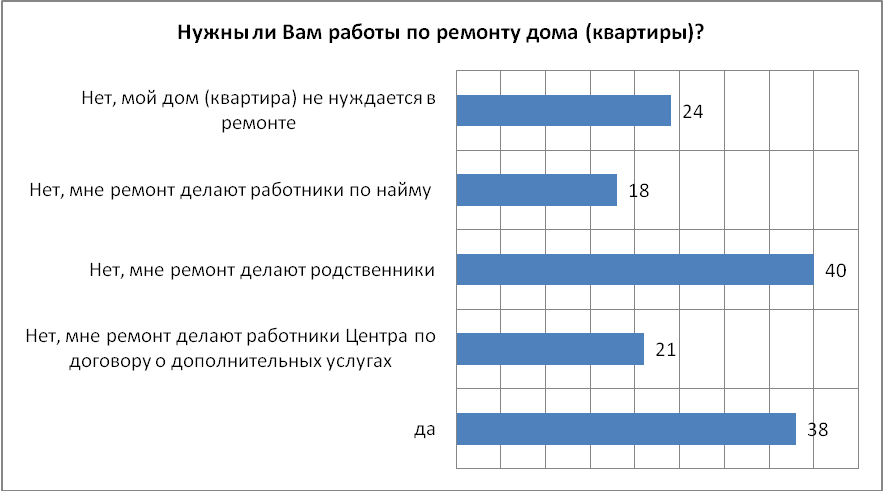 Нужны ли Вам работы по ремонту дома (квартиры)?
Нет, мой дом (квартира) не нуждается в
ремонте
24
Нет, мне ремонт делают работники по найму
18
Нет, мне ремонт делают родственники
40
Нет, мне ремонт делают работники Центра по
договору о дополнительных услугах
21
да
38